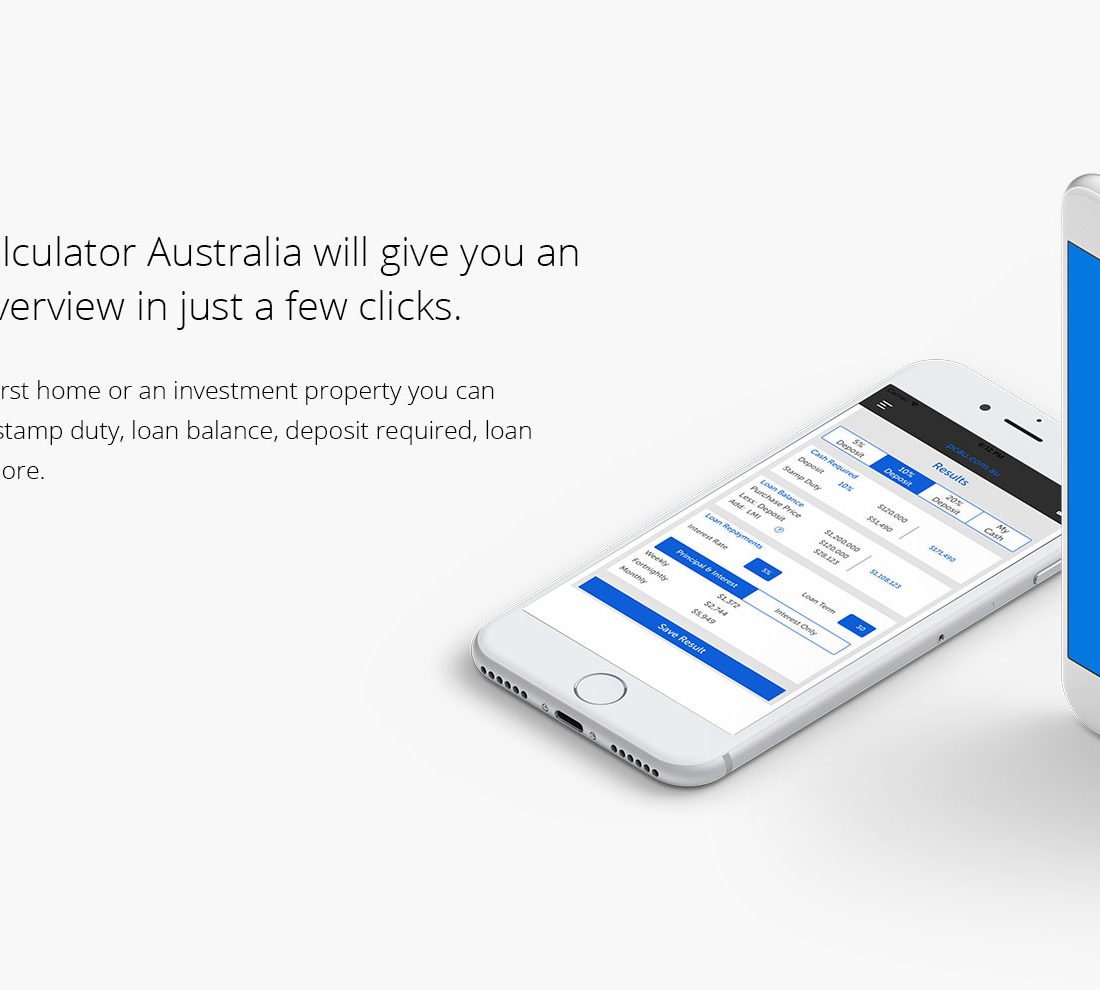 lculator Australia will give you an
verview in just a few clicks.
rst home or an investment property you can
stamp duty, loan balance, deposit required, loan
ore.
pcau.com.au
Results
5% Deposit
10% Deposit
20% Deposit
My Cash
Cash Required
Deposit 10% $120,000
Stamp Duty $51,490 $171,490
Loan Balance
Purchase Price $1,200,000
Less: Deposit $120,000
Add: LMI ? $28,123 $1,108,123
Loan Repayments
Interest Rate 5% Loan Term 30
Principal & Interest Interest Only
Weekly $1,372
Fortnightly $2,744
Monthly $5,949
Save Result